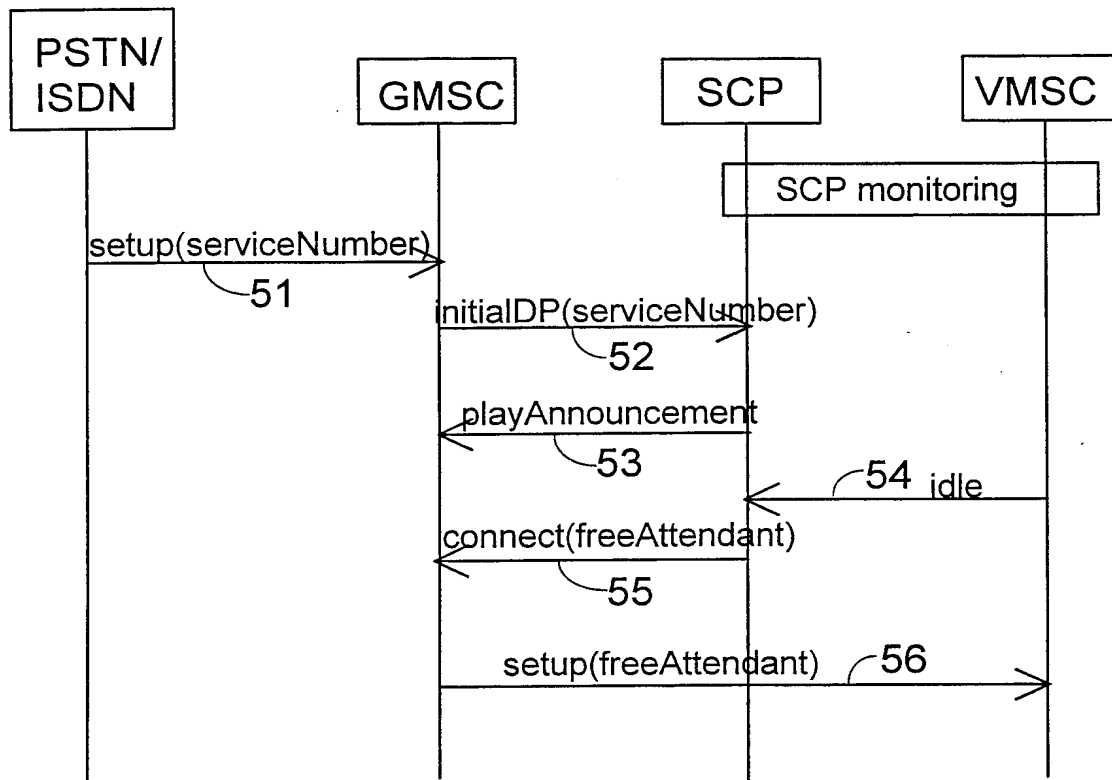 PSTN/
ISDN
GMSC
SCP
VMSC
SCP monitoring
setup(serviceNumber)
51
initialDP(serviceNumber)
52
playAnnouncement
53
54
idle
connect(freeAttendant)
55
setup(freeAttendant)
56